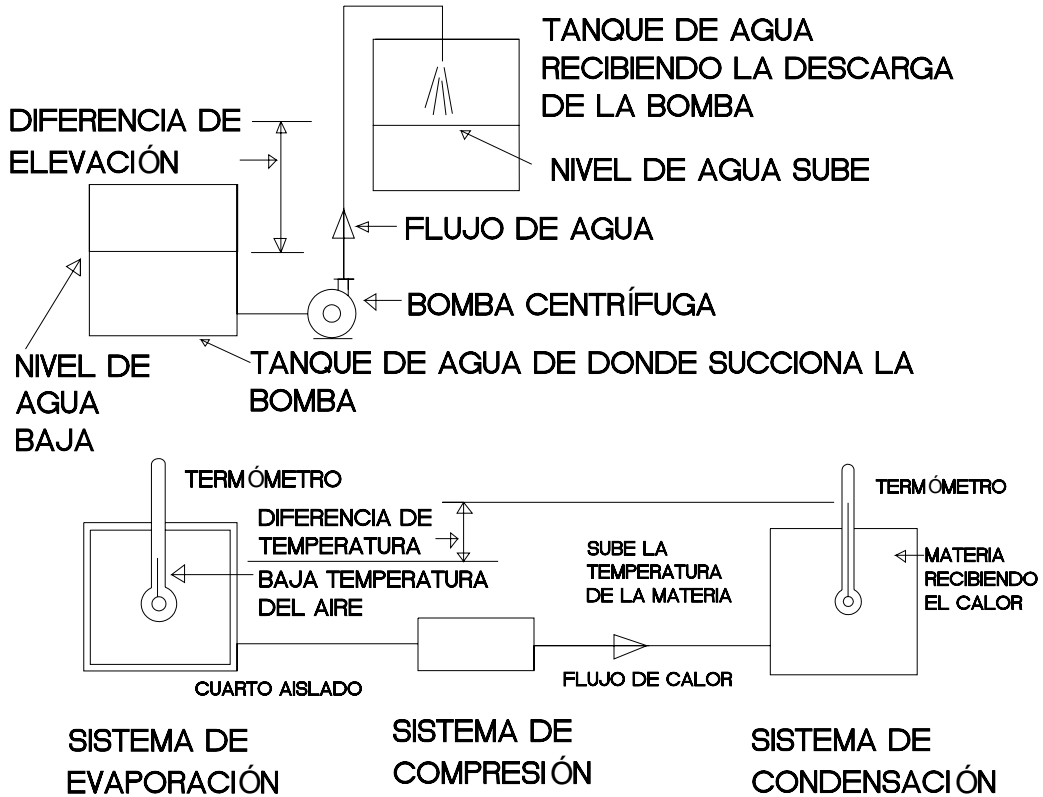 TANQUE DE AGUA
RECIBIENDO LA DESCARGA
DE LA BOMBA
DIFERENCIA DE
ELEVACIÓN
NIVEL DE AGUA SUBE
FLUJO DE AGUA
BOMBA CENTRÍFUGA
NIVEL DE
AGUA
BAJA
TANQUE DE AGUA DE DONDE SUCCIONA LA
BOMBA
TERMÓMETRO
TERMÓMETRO
DIFERENCIA DE
TEMPERATURA
BAJA TEMPERATURA
DEL AIRE
SUBE LA
TEMPERATURA
DE LA MATERIA
MATERIA
RECIBIENDO
EL CALOR
CUARTO AISLADO
FLUJO DE CALOR
SISTEMA DE
EVAPORACIÓN
SISTEMA DE
COMPRESIÓN
SISTEMA DE
CONDENSACIÓN